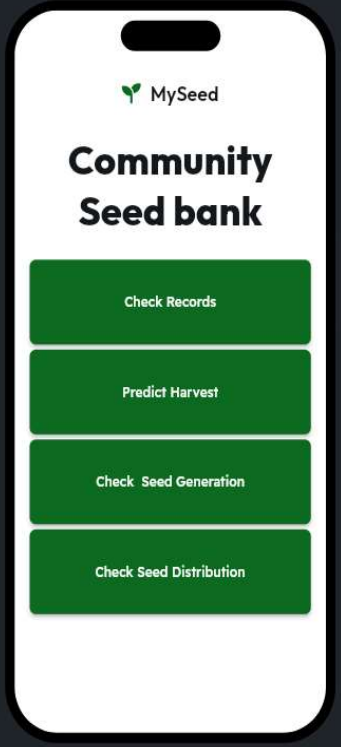 MySeed
Community
Seed bank
Check Records
Predict Harvest
Check  Seed Generation
Check Seed Distribution